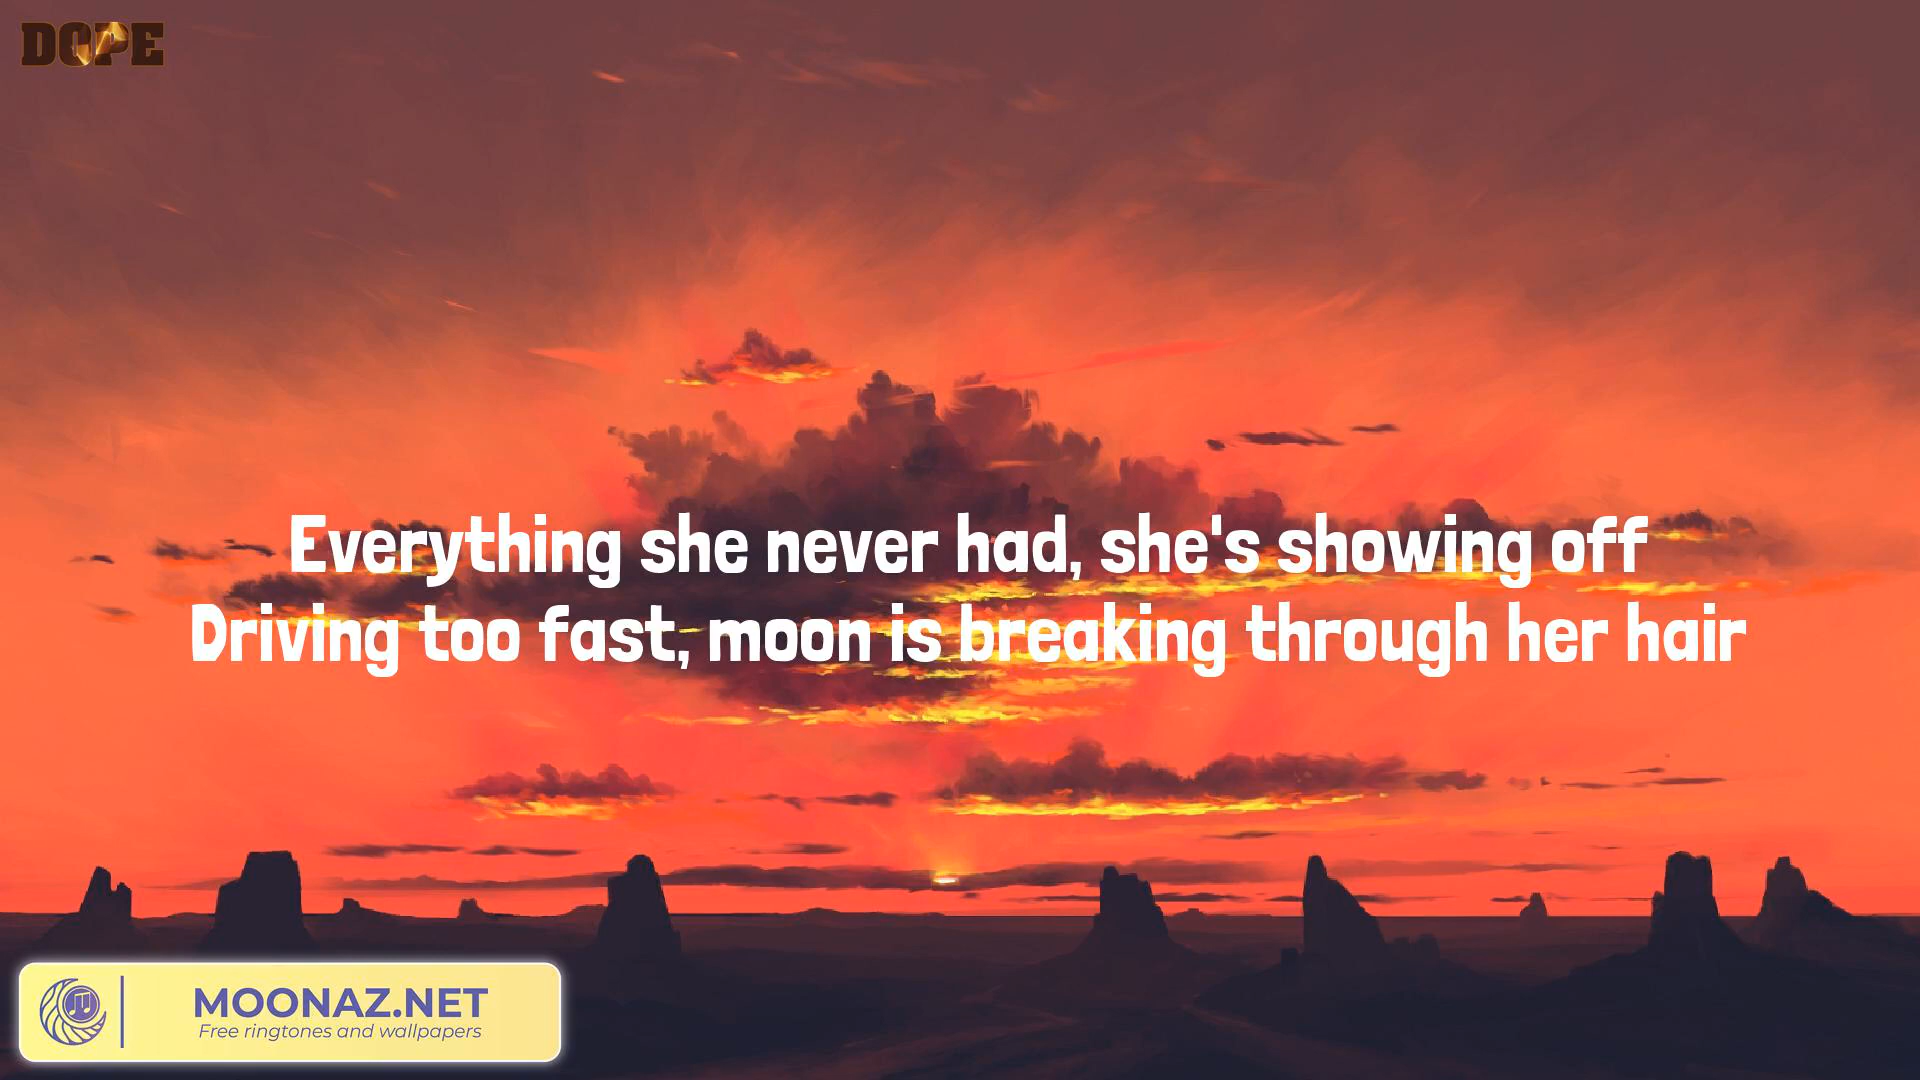 DOPE
Everything she never had, she's showing off
Driving too fast, moon is breaking through her hair
MOONAZ.NET
Free ringtones and wallpapers